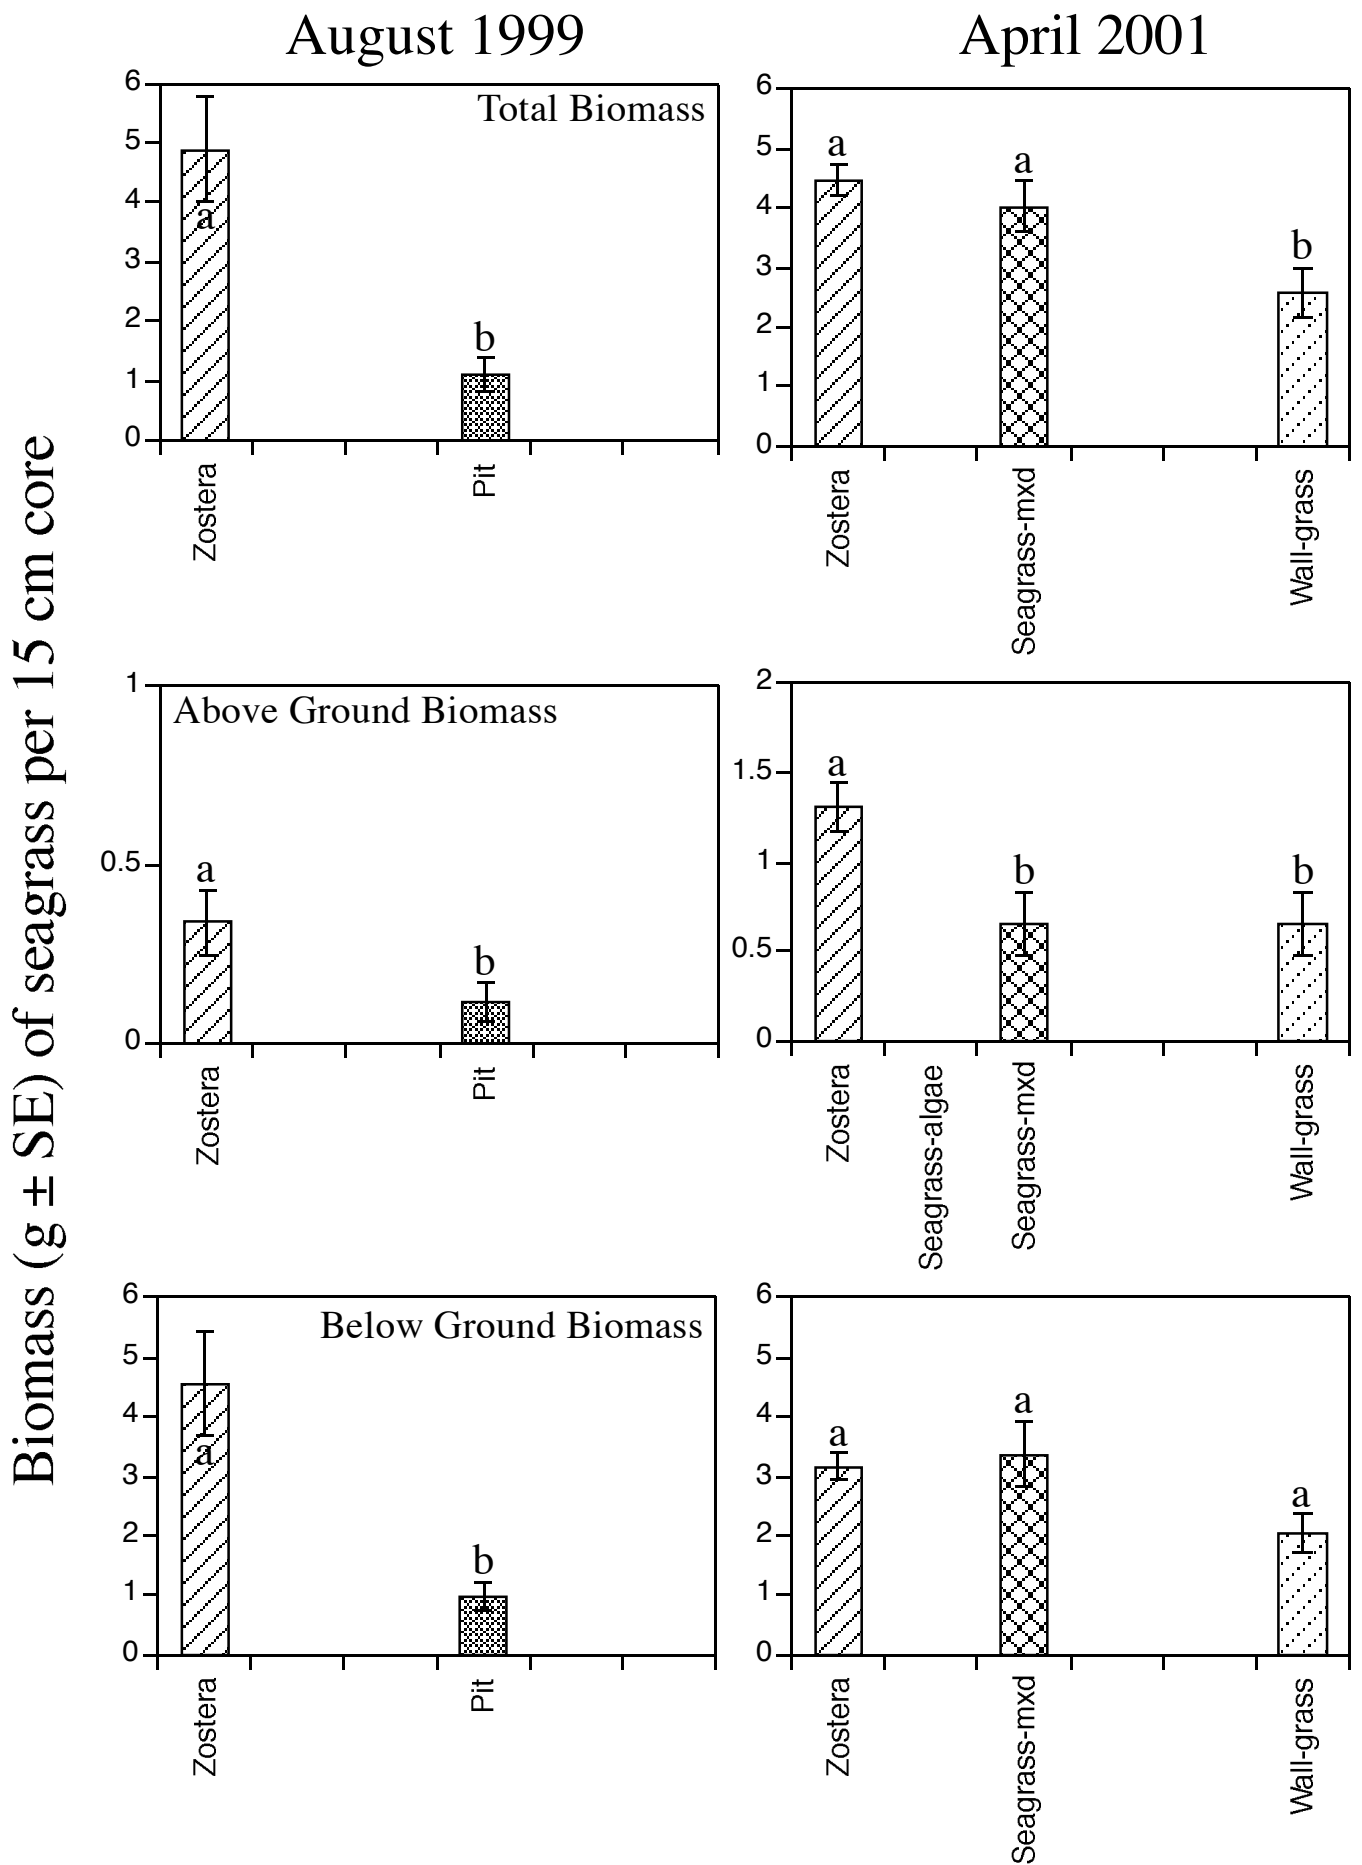 August 1999
April 2001
Biomass (g ± SE) of seagrass per 15 cm core
Total Biomass
6
5
4
3
2
1
0
a
b
Zostera
Pit
6
5
4
3
2
1
0
a
a
b
Zostera
Seagrass-mxd
Wall-grass
Above Ground Biomass
1
0.5
0
a
b
Zostera
Pit
2
1.5
1
0.5
0
a
b
b
Zostera
Seagrass-algae
Seagrass-mxd
Wall-grass
Below Ground Biomass
6
5
4
3
2
1
0
a
b
Zostera
Pit
6
5
4
3
2
1
0
a
a
a
Zostera
Seagrass-mxd
Wall-grass